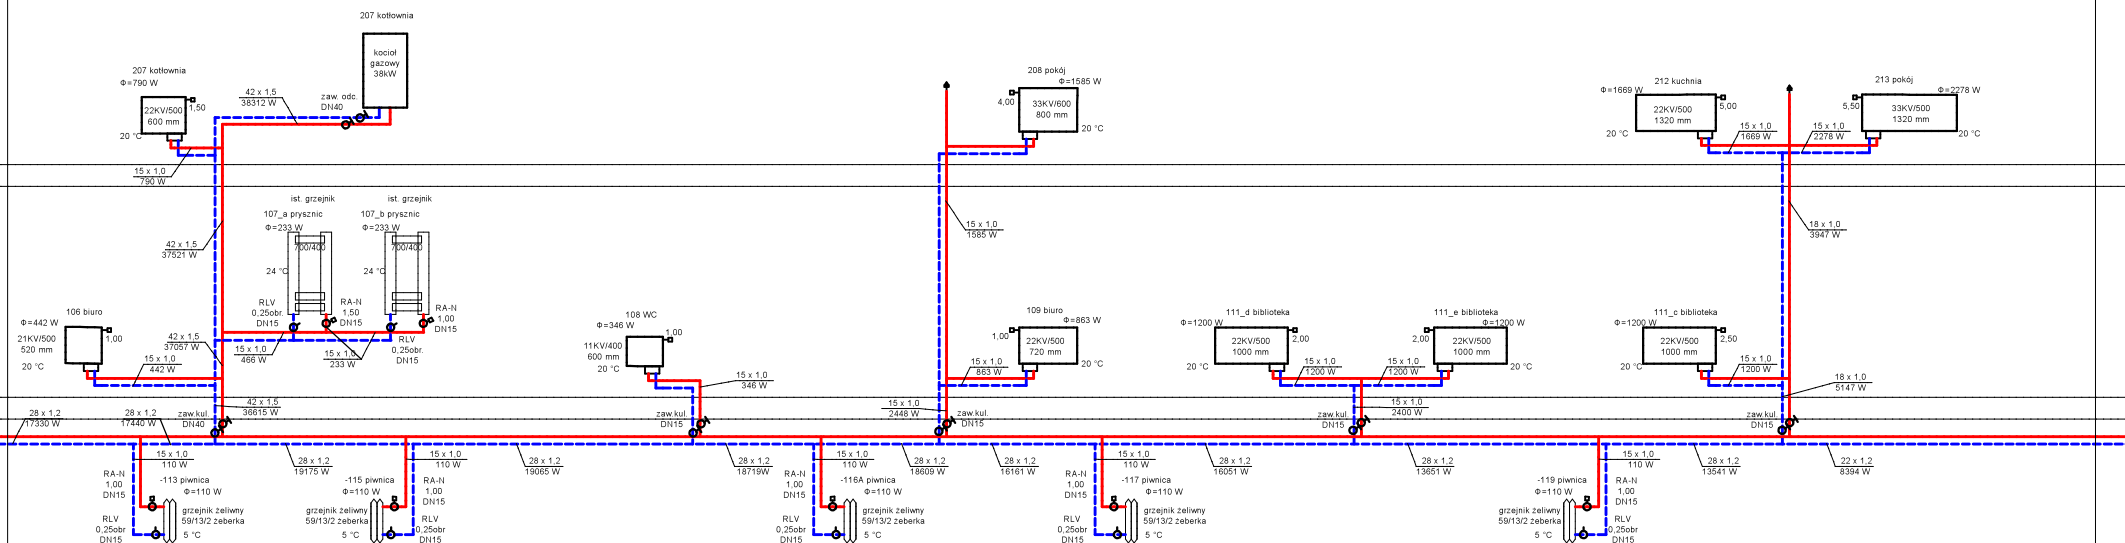 207 kotłownia
kocioł
gazowy
38kW
207 kotłownia
Φ=790 W
22KV/500
600 mm
1,50
20 °C
42 x 1,5
38312 W
zaw. odc.
DN40
15 x 1,0
790 W
208 pokój
Φ=1585 W
4,00
33KV/600
800 mm
20 °C
212 kuchnia
Φ=1669 W
22KV/500
1320 mm
5,00
20 °C
15 x 1,0
1669 W
213 pokój
Φ=2278 W
5,50
33KV/500
1320 mm
20 °C
15 x 1,0
2278 W
ist. grzejnik
107_a prysznic
Φ=233 W
700/400
24 °C
ist. grzejnik
107_b prysznic
Φ=233 W
700/400
24 °C
42 x 1,5
37521 W
15 x 1,0
1585 W
18 x 1,0
3947 W
RLV
0,25obr.
DN15
RA-N
1,50
DN15
RA-N
1,00
DN15
RLV
0,25obr.
DN15
15 x 1,0
466 W
15 x 1,0
233 W
106 biuro
Φ=442 W
21KV/500
520 mm
1,00
20 °C
15 x 1,0
442 W
42 x 1,5
37057 W
42 x 1,5
36615 W
108 WC
Φ=346 W
11KV/400
600 mm
1,00
20 °C
15 x 1,0
346 W
109 biuro
Φ=863 W
1,00
22KV/500
720 mm
20 °C
15 x 1,0
863 W
15 x 1,0
2448 W
111_d biblioteka
Φ=1200 W
22KV/500
1000 mm
2,00
20 °C
15 x 1,0
1200 W
111_e biblioteka
Φ=1200 W
2,00
22KV/500
1000 mm
20 °C
15 x 1,0
1200 W
15 x 1,0
2400 W
111_c biblioteka
Φ=1200 W
22KV/500
1000 mm
2,50
20 °C
15 x 1,0
1200 W
18 x 1,0
5147 W
28 x 1,2
17330 W
28 x 1,2
17440 W
zaw.kul.
DN40
zaw.kul.
DN15
zaw.kul.
DN15
zaw.kul.
DN15
zaw.kul.
DN15
15 x 1,0
110 W
28 x 1,2
19175 W
15 x 1,0
110 W
28 x 1,2
19065 W
28 x 1,2
18719W
15 x 1,0
110 W
28 x 1,2
18609 W
28 x 1,2
16161 W
15 x 1,0
110 W
28 x 1,2
16051 W
28 x 1,2
13651 W
15 x 1,0
110 W
28 x 1,2
13541 W
22 x 1,2
8394 W
RA-N
1,00
DN15
-113 piwnica
Φ=110 W
grzejnik żeliwny
59/13/2 żeberka
RLV
0,25obr
DN15
5 °C
-115 piwnica
Φ=110 W
RA-N
1,00
DN15
grzejnik żeliwny
59/13/2 żeberka
RLV
0,25obr
DN15
5 °C
RA-N
1,00
DN15
-116A piwnica
Φ=110 W
grzejnik żeliwny
59/13/2 żeberka
RLV
0,25obr
DN15
5 °C
RA-N
1,00
DN15
-117 piwnica
Φ=110 W
grzejnik żeliwny
59/13/2 żeberka
RLV
0,25obr
DN15
5 °C
-119 piwnica
Φ=110 W
RA-N
1,00
DN15
grzejnik żeliwny
59/13/2 żeberka
RLV
0,25obr
DN15
5 °C